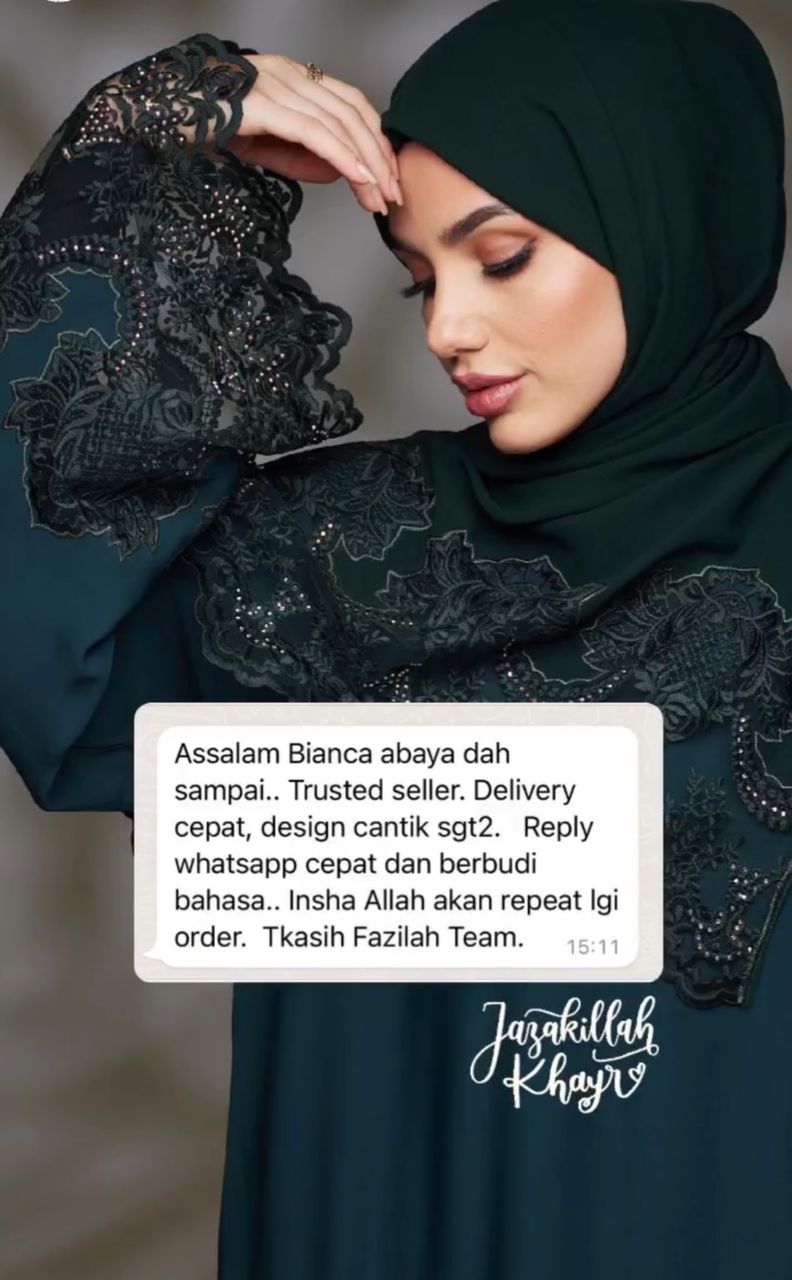 Assalam Bianca abaya dah
sampai.. Trusted seller. Delivery
cepat, design cantik sgt2. Reply
whatsapp cepat dan berbudi
bahasa.. Insha Allah akan repeat lgi
order. Tkasih Fazilah Team.
15:11
Jazakillah
Khayr